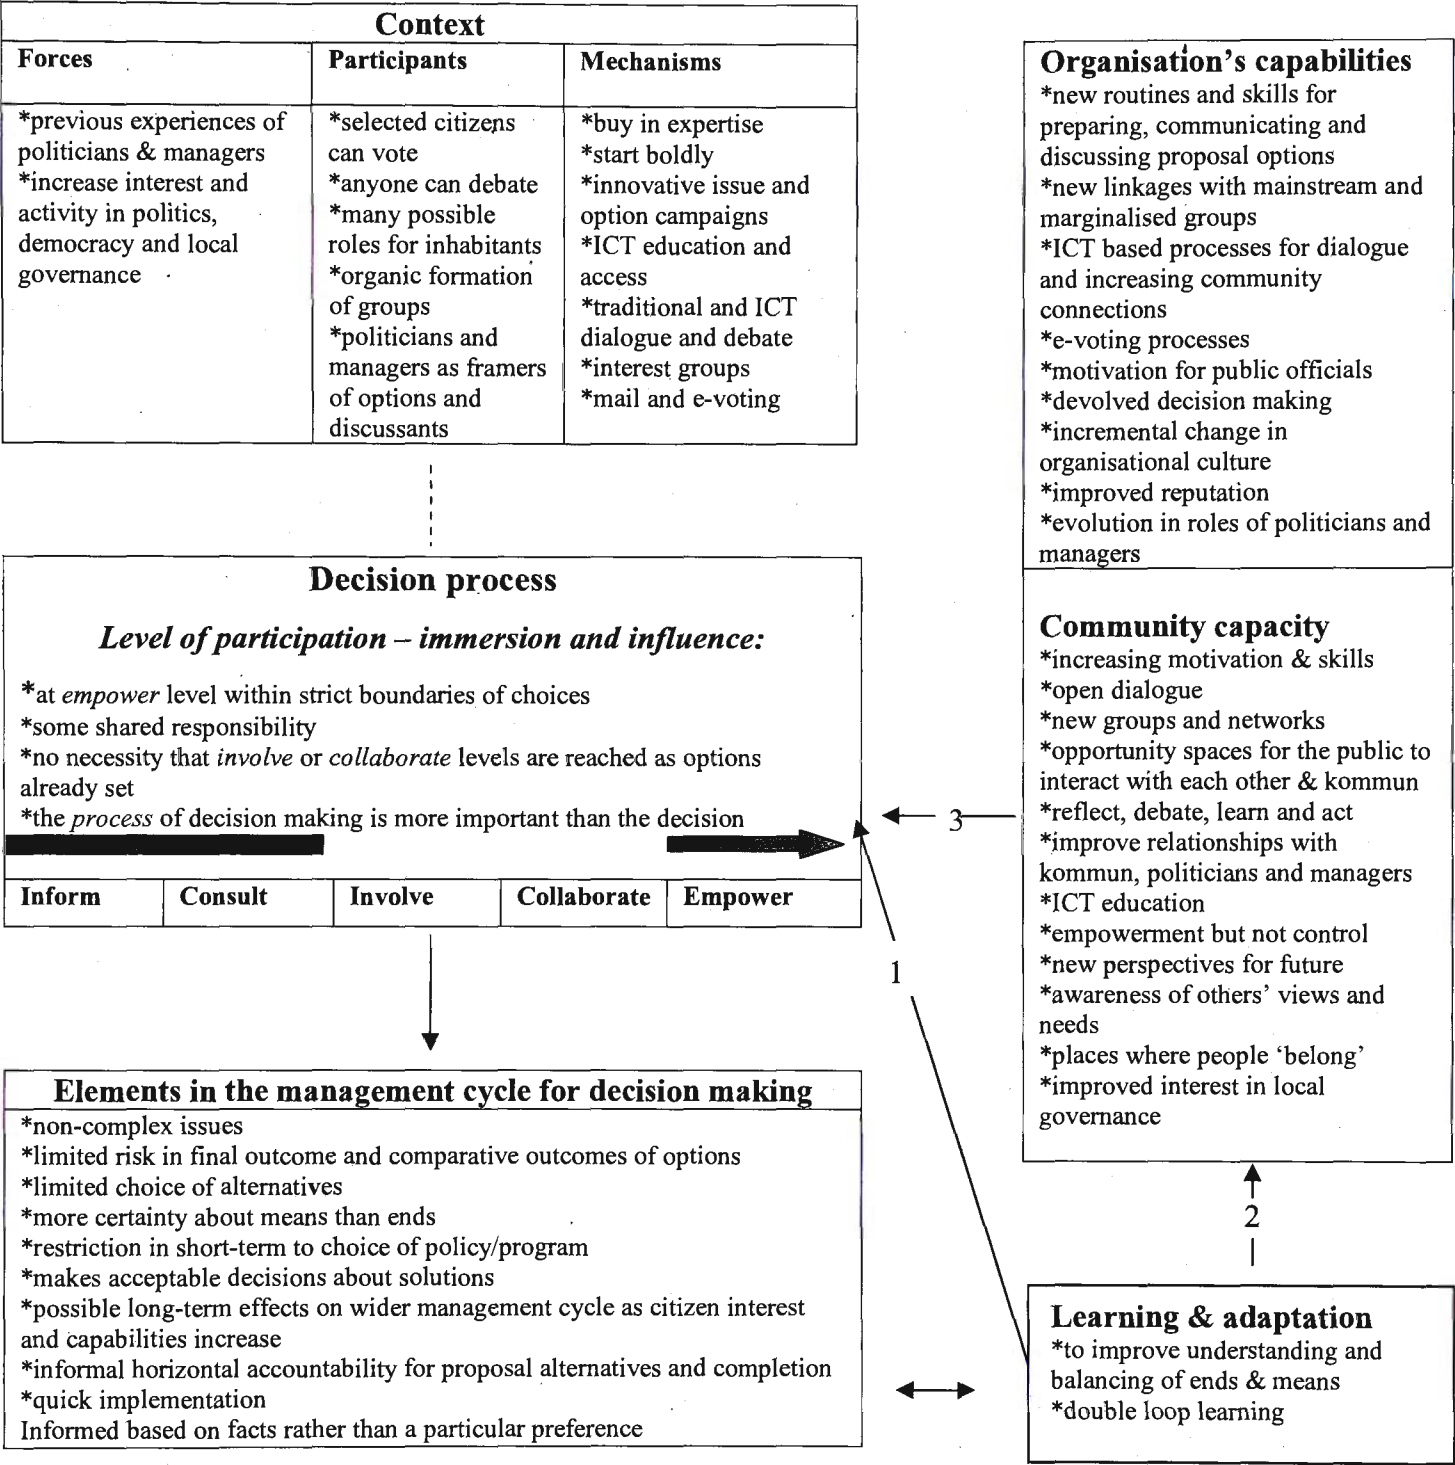 Context
Forces
Participants
Mechanisms
*previous experiences of
politicians & managers
*increase interest and
activity in politics,
democracy and local
governance
*selected citizens
can vote
*anyone can debate
*many possible
roles for inhabitants
*organic formation
of groups
*politicians and
managers as framers
of options and
discussants
*buy in expertise
*start boldly
*innovative issue and
option campaigns
*ICT education and
access
*traditional and ICT
dialogue and debate
*interest groups
*mail and e-voting
Decision process
Level of participation – immersion and influence:
*at empower level within strict boundaries of choices
*some shared responsibility
*no necessity that involve or collaborate levels are reached as options
already set
*the process of decision making is more important than the decision
Inform
Consult
Involve
Collaborate
Empower
Elements in the management cycle for decision making
*non-complex issues
*limited risk in final outcome and comparative outcomes of options
*limited choice of alternatives
*more certainty about means than ends
*restriction in short-term to choice of policy/program
*makes acceptable decisions about solutions
*possible long-term effects on wider management cycle as citizen interest
and capabilities increase
*informal horizontal accountability for proposal alternatives and completion
*quick implementation
Informed based on facts rather than a particular preference
Organisation's capabilities
*new routines and skills for
preparing, communicating and
discussing proposal options
*new linkages with mainstream and
marginalised groups
*ICT based processes for dialogue
and increasing community
connections
*e-voting processes
*motivation for public officials
*devolved decision making
*incremental change in
organisational culture
*improved reputation
*evolution in roles of politicians and
managers
Community capacity
*increasing motivation & skills
*open dialogue
*new groups and networks
*opportunity spaces for the public to
interact with each other & kommun
*reflect, debate, learn and act
*improve relationships with
kommun, politicians and managers
*ICT education
*empowerment but not control
*new perspectives for future
*awareness of others' views and
needs
*places where people 'belong'
*improved interest in local
governance
3
1
2
Learning & adaptation
*to improve understanding and
balancing of ends & means
*double loop learning